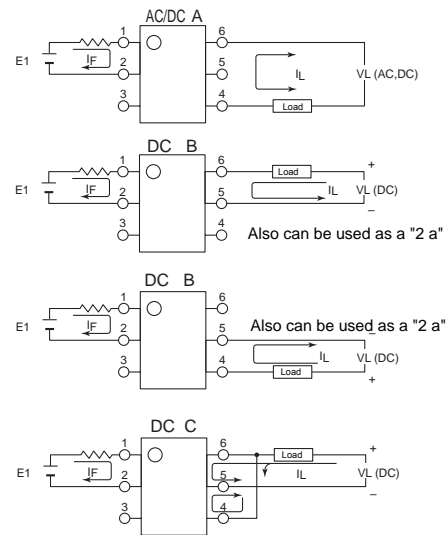 AC/DC A
1 6
E1 IF 2 5 IL VL (AC,DC)
3 4 Load
DC B
1 6 Load +
E1 IF 2 5 IL VL (DC)
−
3 4 Also can be used as a "2 a"
DC B
1 6
E1 IF 2 5 Also can be used as a "2 a"
−
3 4 IL VL (DC)
Load +
DC C
1 6 Load +
E1 IF 2 5 IL VL (DC)
−
3 4